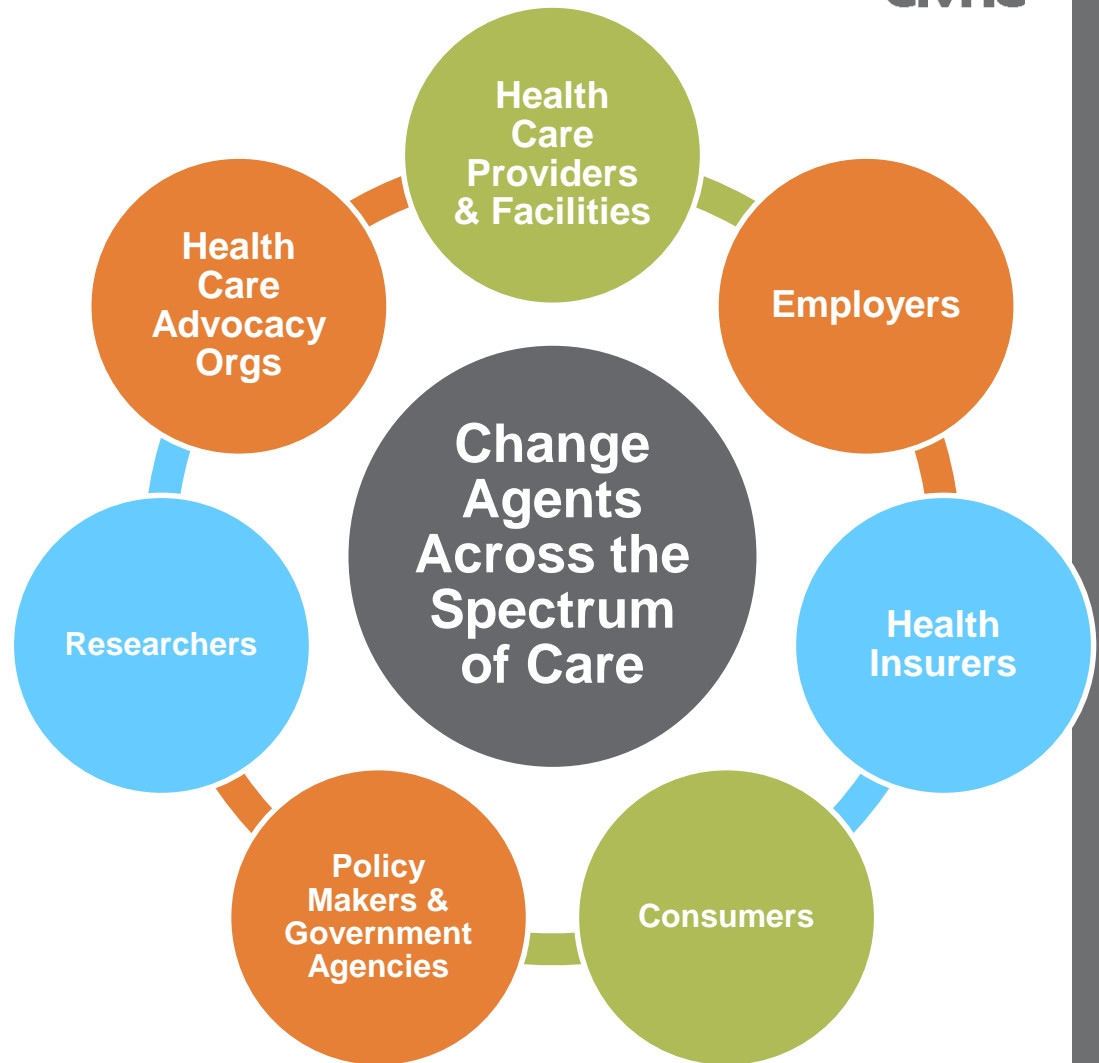 Health
Care
Providers
& Facilities
Employers
Health
Insurers
Consumers
Policy
Makers &
Government
Agencies
Researchers
Health
Care
Advocacy
Orgs
Change
Agents
Across the
Spectrum
of Care